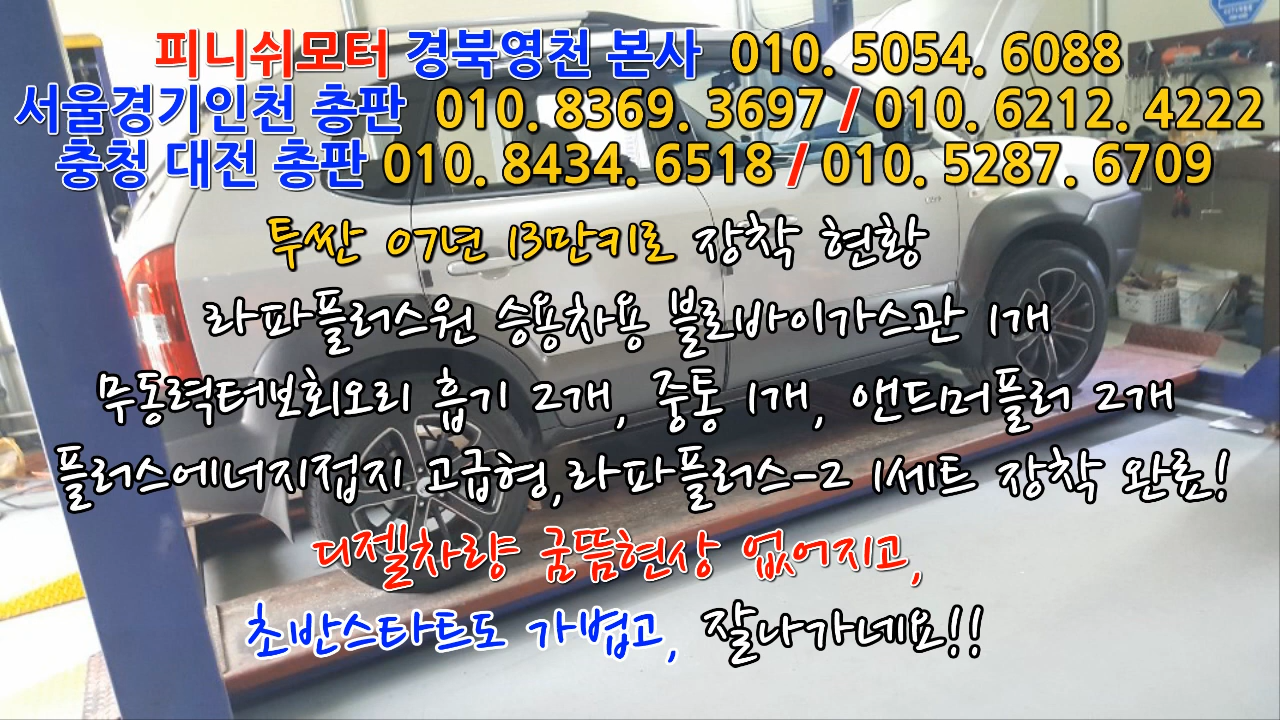 피니쉬모터 경북영천 본사 010. 5054. 6088
서울경기인천 총판 010. 8369. 3697 / 010. 6212. 4222
충청 대전 총판 010. 8434. 6518 / 010. 5287. 6709
투싼 07년 13만키로 장착 현황
라파플러스원 승용차용 블로바이가스관 1개
무동력터보회오리 흡기 2개, 중통 1개, 앤드머플러 2개
플러스에너지접지 고급형,라파플러스-2 1세트 장착 완료!
디젤차량 굼뜸현상 없어지고,
초반스타트도 가볍고, 잘나가네요!!